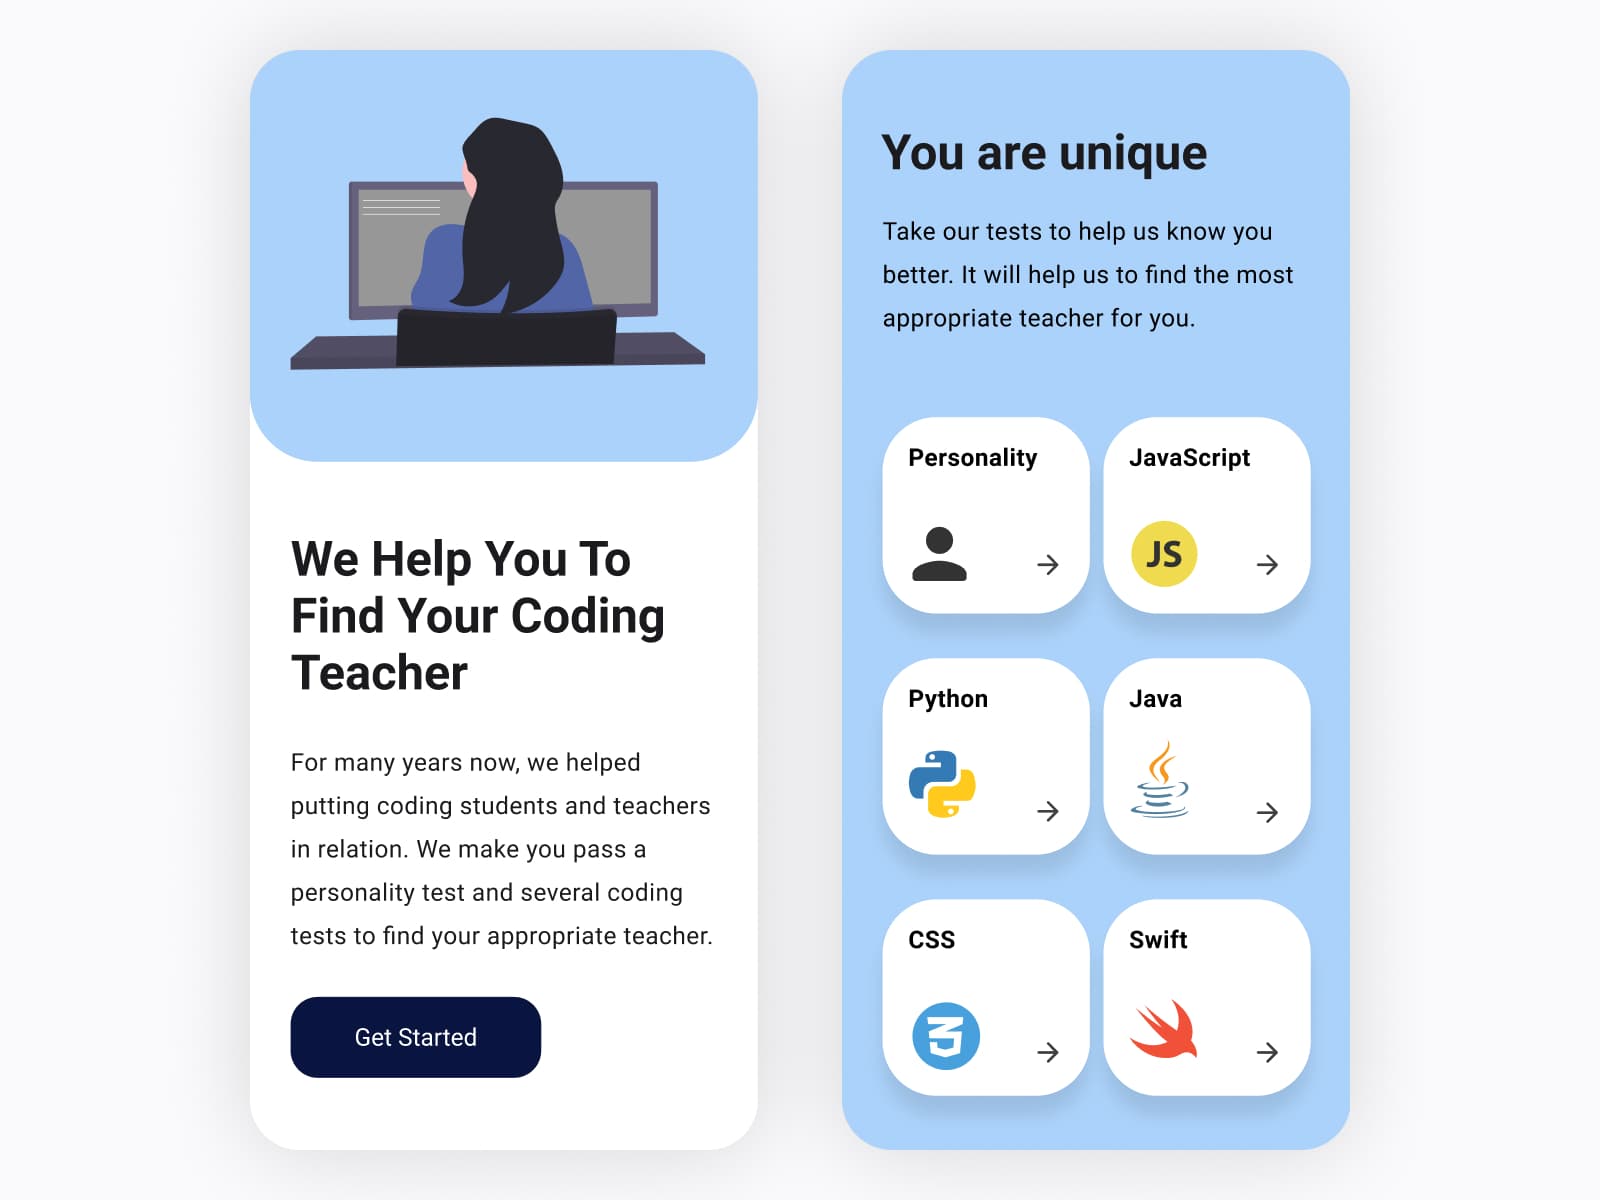 We Help You To
Find Your Coding
Teacher
For many years now, we helped
putting coding students and teachers
in relation. We make you pass a
personality test and several coding
tests to find your appropriate teacher.
Get Started
You are unique
Take our tests to help us know you
better. It will help us to find the most
appropriate teacher for you.
Personality
JavaScript
JS
Python
Java
CSS
3
Swift